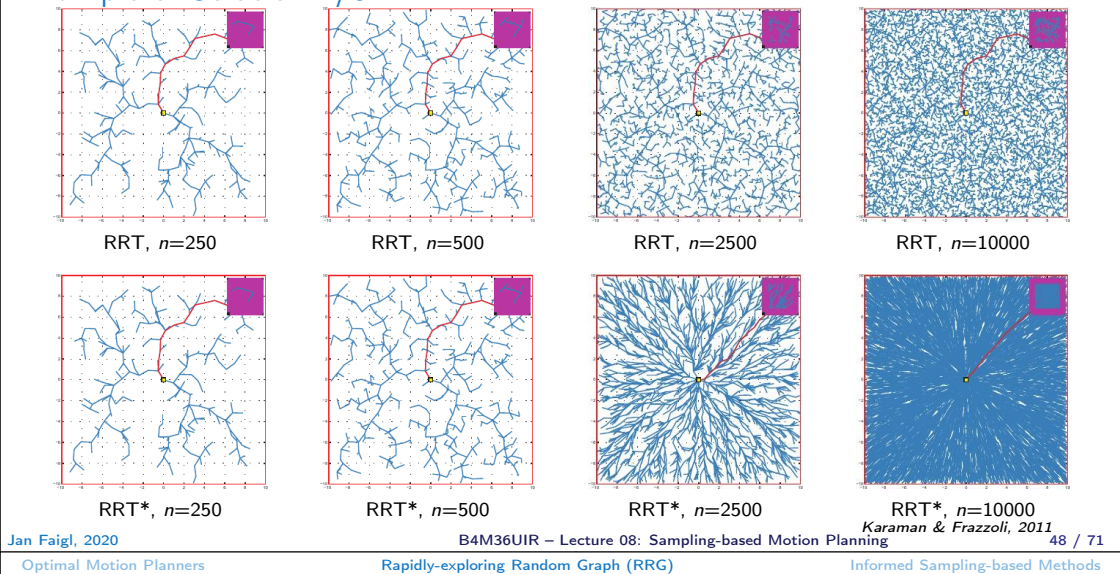 RRT, n=250
RRT, n=500
RRT, n=2500
RRT, n=10000
RRT*, n=250
RRT*, n=500
RRT*, n=2500
RRT*, n=10000
Karaman & Frazzoli, 2011
Jan Faigl, 2020
B4M36UIR – Lecture 08: Sampling-based Motion Planning
48 / 71
Optimal Motion Planners
Rapidly-exploring Random Graph (RRG)
Informed Sampling-based Methods